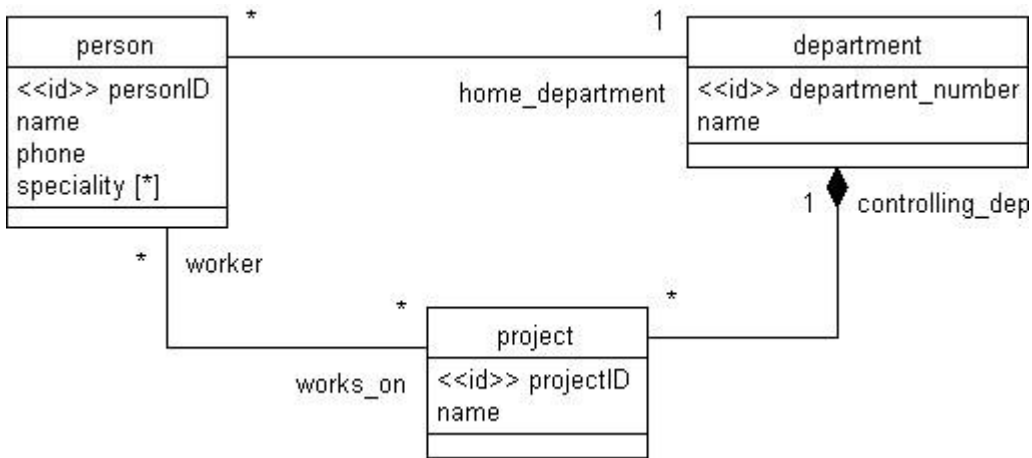 * 1
person
<<id>> personID
name
phone
speciality [*]
home_department
department
<<id>> department_number
name
1 controlling_dep
* worker
* *
works_on
project
<<id>> projectID
name